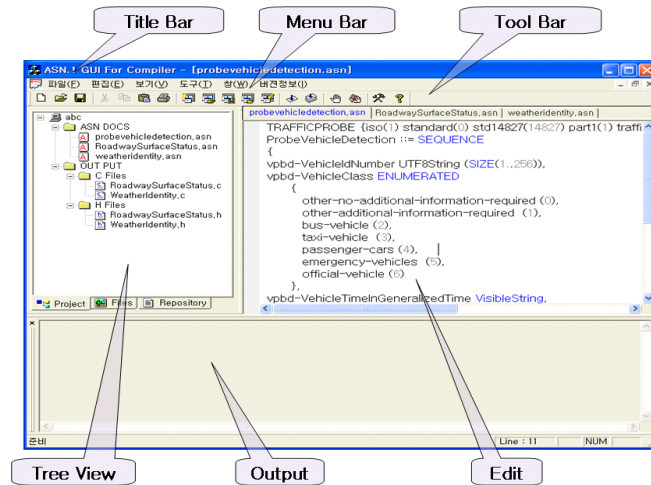 Title Bar
Menu Bar
Tool Bar
ASN.! GUI For Compiler - [probevehicledetection.asn]
파일(F) 편집(E) 보기(V) 도구(T) 창(W) 버젼정보(I)
abc
ASN DOCS
probevehicledetection.asn
RoadwaySurfaceStatus.asn
weatheridentity.asn
OUT PUT
C Files
RoadwaySurfaceStatus.c
WeatherIdentity.c
H Files
RoadwaySurfaceStatus.h
WeatherIdentity.h
Project Files Repository
probevehicledetection.asn RoadwaySurfaceStatus.asn weatheridentity.asn
TRAFFICPROBE {iso(1) standard(0) std14827(14827) part1(1) traffi
ProbeVehicleDetection ::= SEQUENCE
{
vpbd-VehicleIdNumber UTF8String (SIZE(1..256)),
vpbd-VehicleClass ENUMERATED
{
other-no-additional-information-required (0),
other-additional-information-required (1),
bus-vehicle (2),
taxi-vehicle (3),
passenger-cars (4),
emergency-vehicles (5),
official-vehicle (6)
},
vpbd-VehicleTimeInGeneralizedTime VisibleString,
준비
Line : 11 NUM
Tree View
Output
Edit